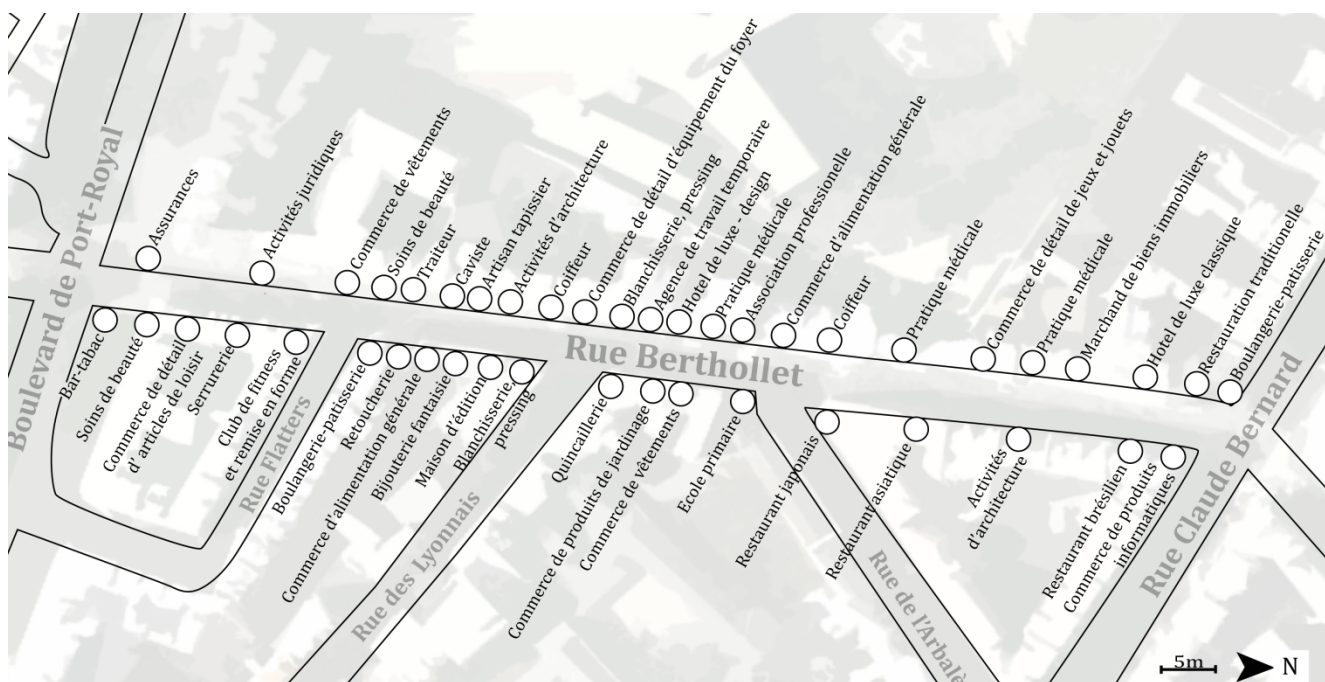 Boulevard de Port-Royal
Assurances
Activités juridiques
Commerce de vêtements
Soins de beauté
Traiteur
Caviste
Artisan tapissier
Activités d'architecture
Coiffeur
Commerce de détail d'équipement du foyer
Blanchisserie, pressing
Agence de travail temporaire
Hotel de luxe - design
Pratique médicale
Association professionelle
Commerce d'alimentation générale
Coiffeur
Pratique médicale
Commerce de détail de jeux et jouets
Pratique médicale
Marchand de biens immobiliers
Hotel de luxe classique
Restauration traditionelle
Boulangerie-patisserie
Rue Berthollet
Bar-tabac
Soins de beauté
Commerce de détail
d' articles de loisir
Serrurerie
Club de fitness
et remise en forme
Rue Flatters
Boulangerie-patisserie
Retoucherie
Commerce d'alimentation générale
Bijouterie fantaisie
Maison d'édition
Blanchisserie,
pressing
Rue des Lyonnais
Quincaillerie
Commerce de produits de jardinage
Commerce de vêtements
Ecole primaire
Restaurant japonais
Restaurant asiatique
Rue de l'Arbalè
Activités
d'architecture
Restaurant brésilien
Commerce de produits
informatiques
Rue Claude Bernard
5m
N